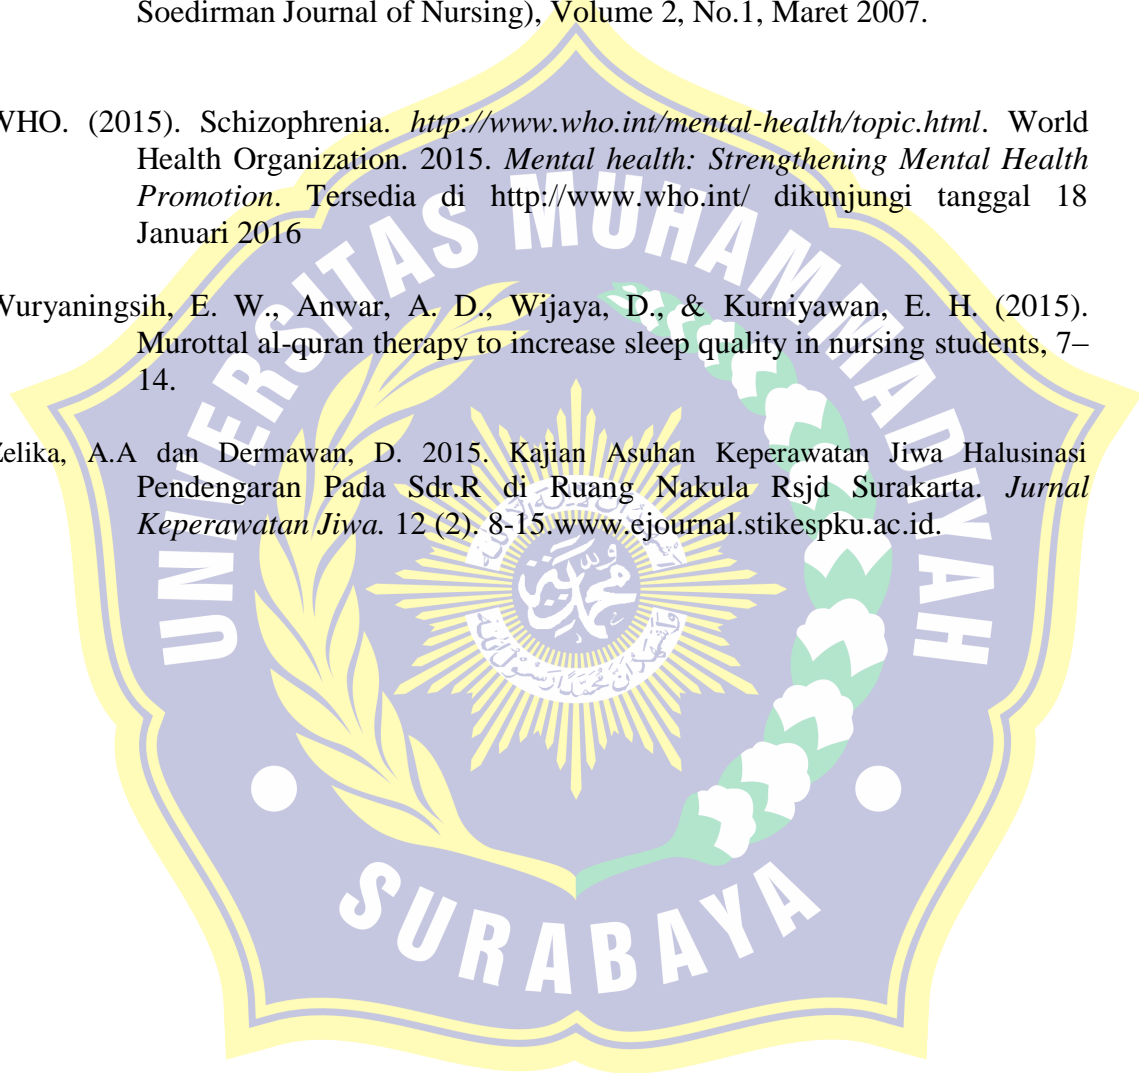 Soedirman Journal of Nursing), Volume 2, No.1, Maret 2007.
WHO. (2015). Schizophrenia. http://www.who.int/mental-health/topic.html. World
Health Organization. 2015. Mental health: Strengthening Mental Health
Promotion. Tersedia di http://www.who.int/ dikunjungi tanggal 18
Januari 2016
Wuryaningsih, E. W., Anwar, A. D., Wijaya, D., & Kurniyawan, E. H. (2015).
Murottal al-quran therapy to increase sleep quality in nursing students, 7–
14.
Zelika, A.A dan Dermawan, D. 2015. Kajian Asuhan Keperawatan Jiwa Halusinasi
Pendengaran Pada Sdr.R di Ruang Nakula Rsjd Surakarta. Jurnal
Keperawatan Jiwa. 12 (2). 8-15.www.ejournal.stikespku.ac.id.
UNIVERSITAS MUHAMMADIYAH
SURABAYA